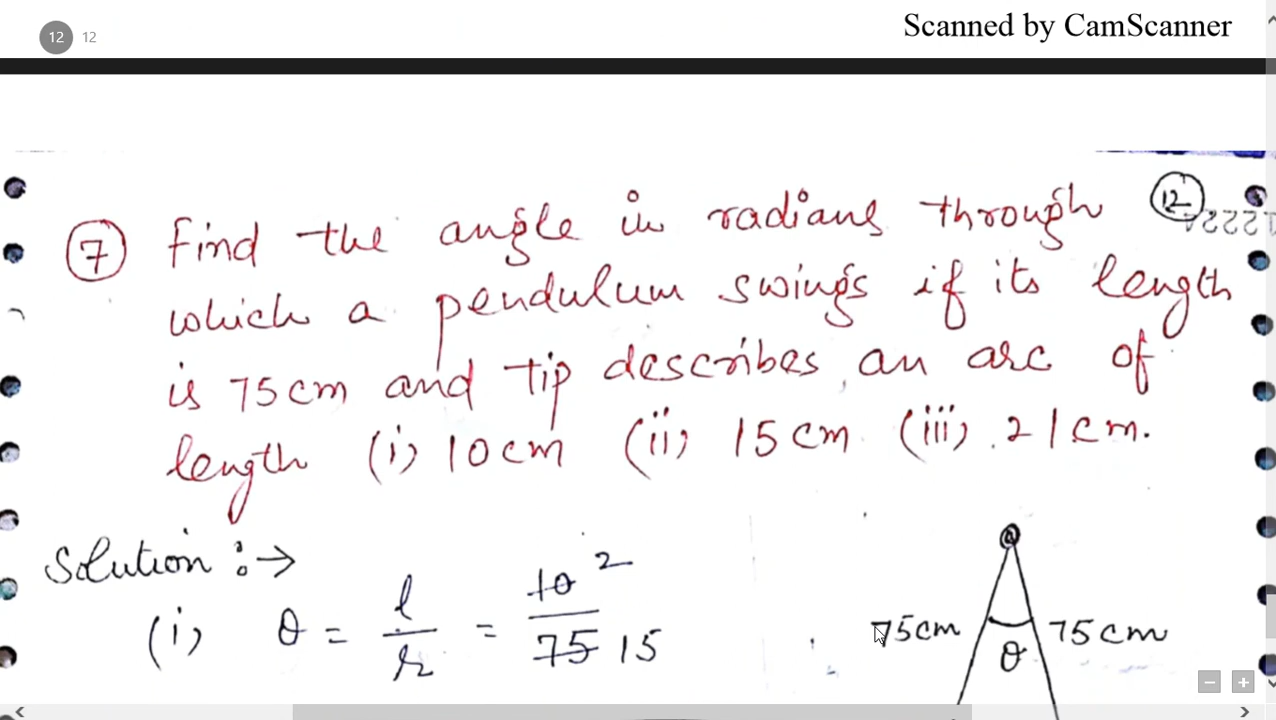 12 12
Scanned by CamScanner
(12)
(7) Find the angle in radians through
which a pendulum swings if its length
is 75cm and tip describes an arc of
length (i) 10cm (ii) 15cm (iii) 21cm.
Solution :→
(i) θ = l/r = 10/75 2 15
75cm θ 75cm